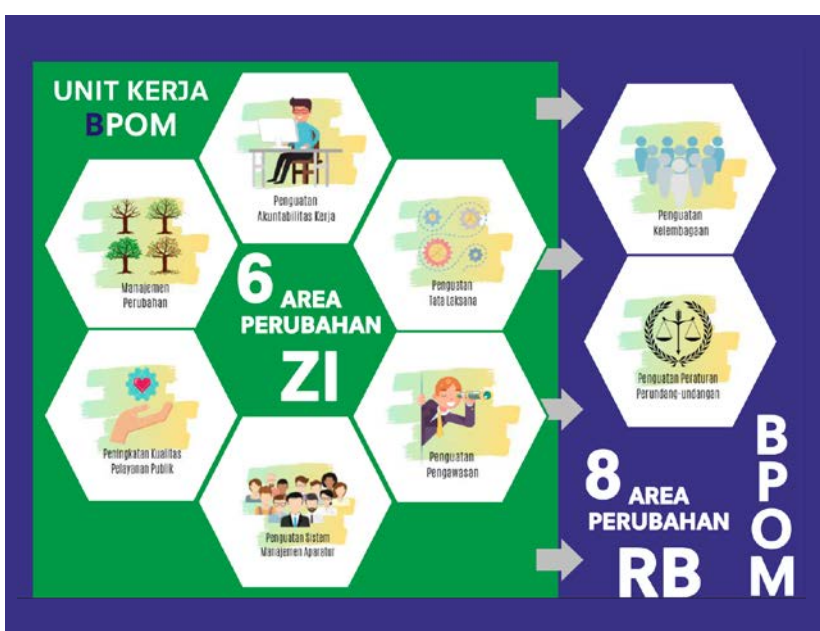 UNIT KERJA
BPOM
Penguatan
Akuntabilitas Kerja
Manajemen
Perubahan
Penguatan
Tata Laksana
6 AREA
PERUBAHAN
ZI
Peningkatan Kualitas
Pelayanan Publik
Penguatan
Pengawasan
Penguatan Sistem
Manajemen Aparatur
Penguatan
Kelembagaan
Penguatan Peraturan
Perundang-undangan
8 AREA
PERUBAHAN
RB
BPOM